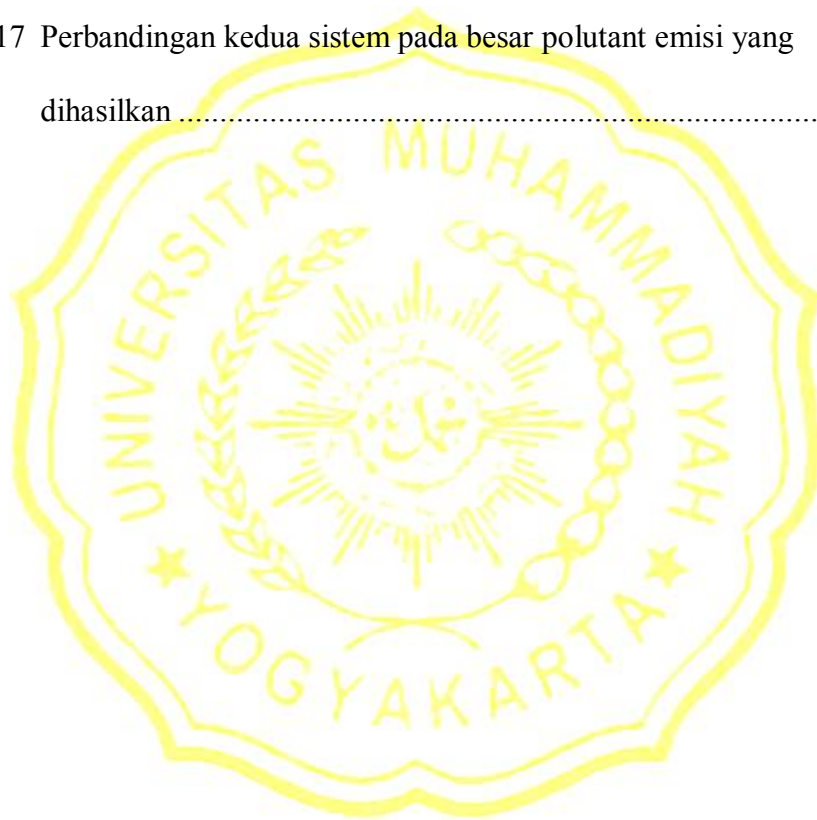 17 Perbandingan kedua sistem pada besar polutant emisi yang
dihasilkan ................................................................................
UNIVERSITAS MUHAMMADIYAH
★ YOGYAKARTA ★